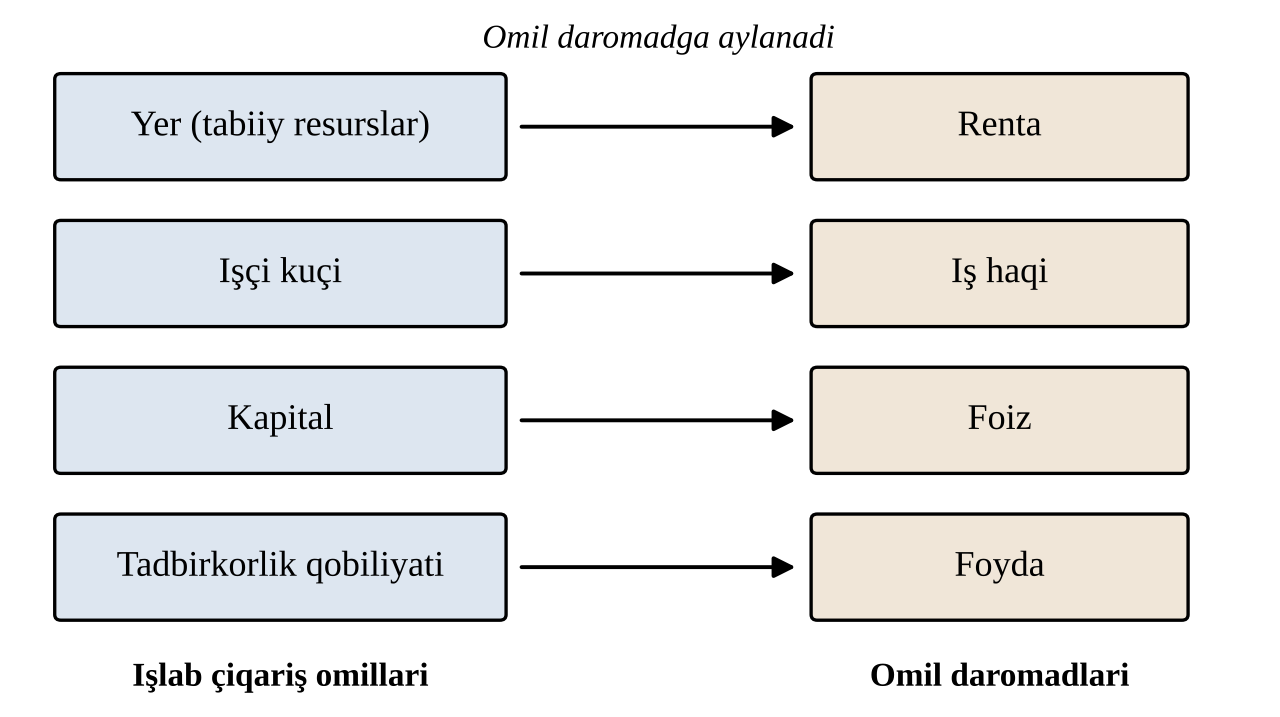 Omil daromadga aylanadi
Yer (tabiiy resurslar)
Renta
Işçi kuçi
Iş haqi
Kapital
Foiz
Tadbirkorlik qobiliyati
Foyda
Işlab çiqariş omillari
Omil daromadlari